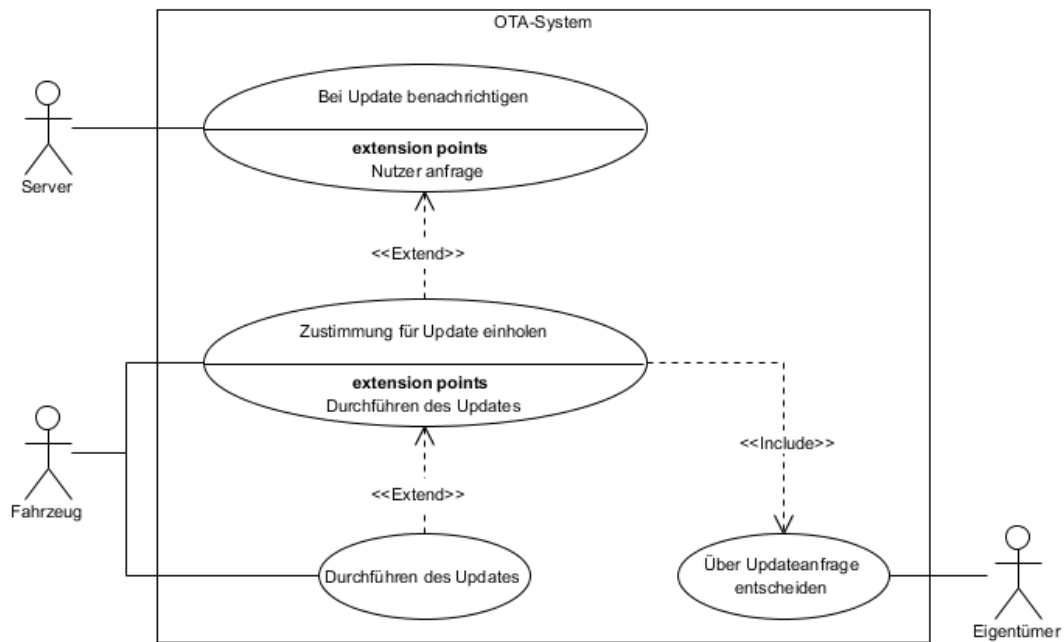 OTA-System
Bei Update benachrichtigen
extension points
Nutzer anfrage
Server
<<Extend>>
Zustimmung für Update einholen
extension points
Durchführen des Updates
<<Include>>
<<Extend>>
Fahrzeug
Durchführen des Updates
Über Updateanfrage
entscheiden
Eigentümer